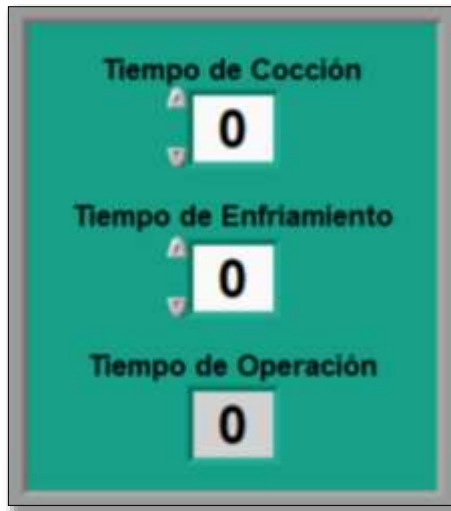 Tiempo de Cocción
0
Tiempo de Enfriamiento
0
Tiempo de Operación
0